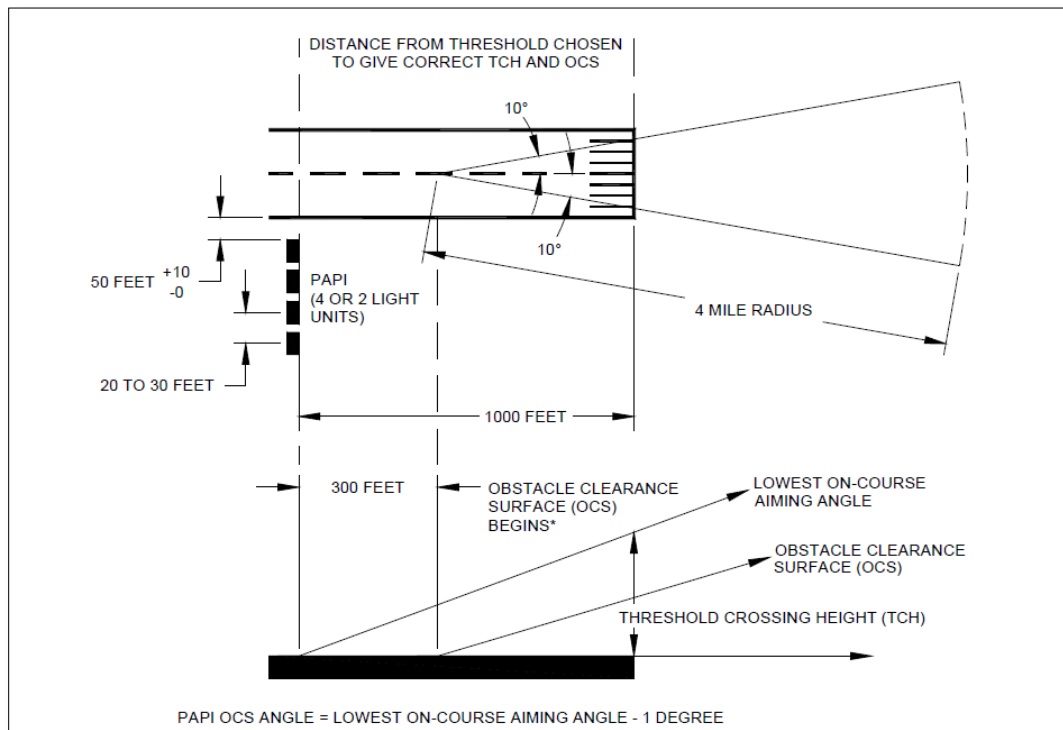 DISTANCE FROM THRESHOLD CHOSEN
TO GIVE CORRECT TCH AND OCS
10°
10°
50 FEET +10
-0
PAPI
(4 OR 2 LIGHT
UNITS)
4 MILE RADIUS
20 TO 30 FEET
1000 FEET
300 FEET
OBSTACLE CLEARANCE
SURFACE (OCS)
BEGINS*
LOWEST ON-COURSE
AIMING ANGLE
OBSTACLE CLEARANCE
SURFACE (OCS)
THRESHOLD CROSSING HEIGHT (TCH)
PAPI OCS ANGLE = LOWEST ON-COURSE AIMING ANGLE - 1 DEGREE